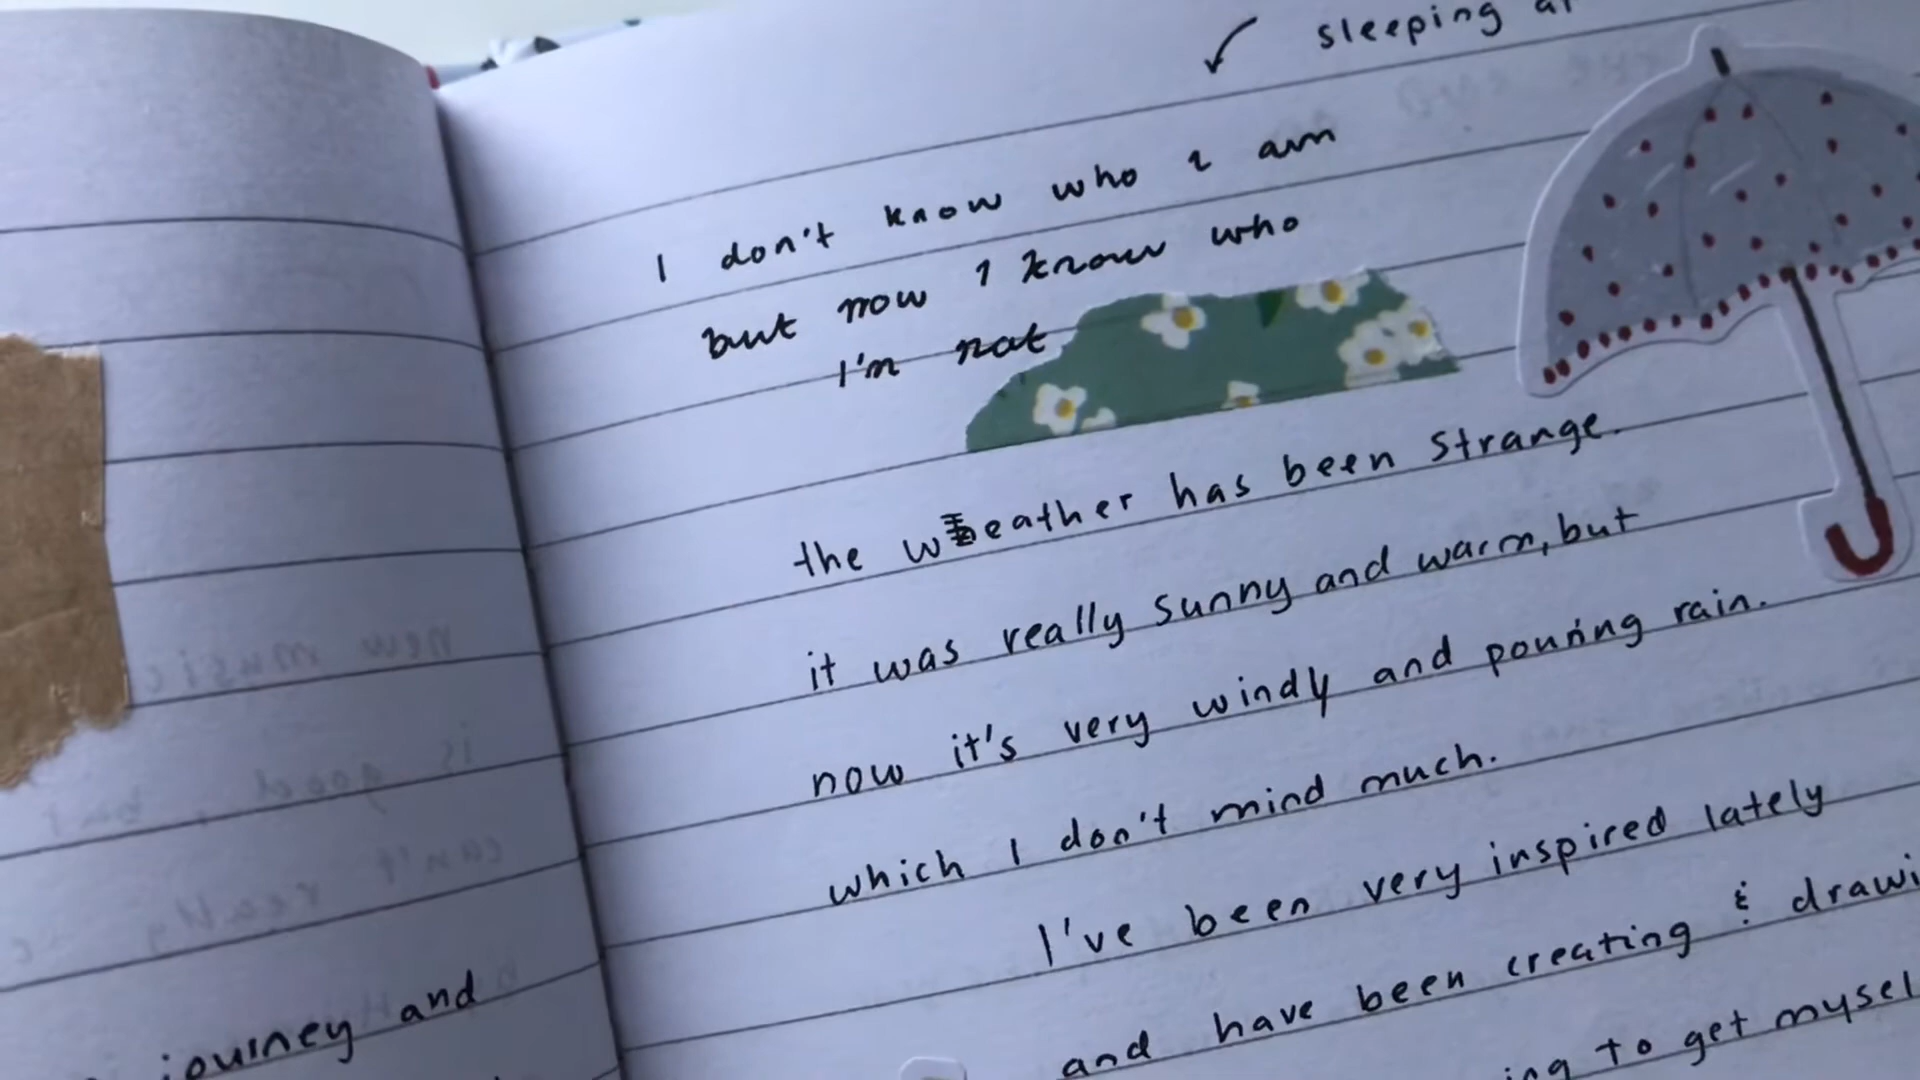 journey and
sleeping at
I don't know who i am
but now I know who
I'm not
the weather has been strange.
it was really sunny and warm, but
now it's very windy and pouring rain.
which I don't mind much.
I've been very inspired lately
and have been creating & drawi
ing to get mysel